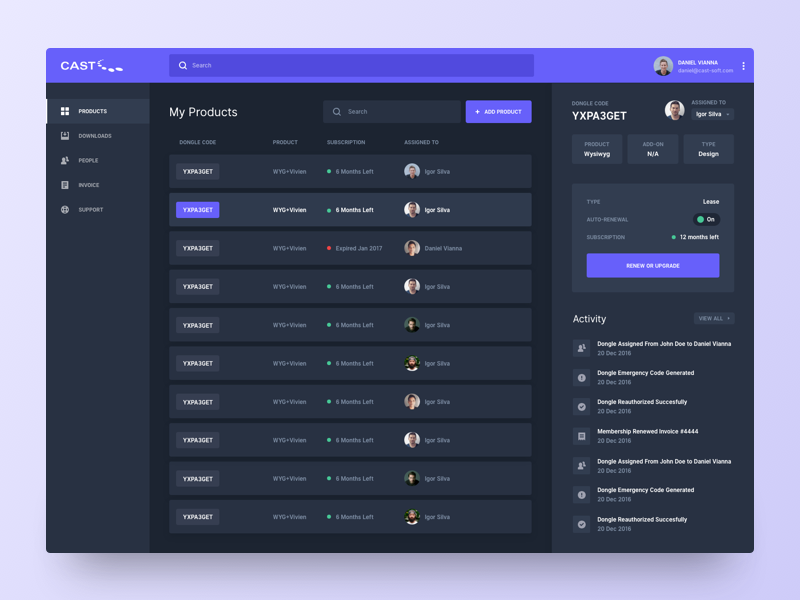 CAST
Search
DANIEL VIANNA
daniel@cast-soft.com
PRODUCTS
DOWNLOADS
PEOPLE
INVOICE
SUPPORT
My Products
Search
+ ADD PRODUCT
DONGLE CODE PRODUCT SUBSCRIPTION ASSIGNED TO
YXPA3GET WYG+Vivien 6 Months Left Igor Silva
YXPA3GET WYG+Vivien 6 Months Left Igor Silva
YXPA3GET WYG+Vivien Expired Jan 2017 Daniel Vianna
YXPA3GET WYG+Vivien 6 Months Left Igor Silva
YXPA3GET WYG+Vivien 6 Months Left Igor Silva
YXPA3GET WYG+Vivien 6 Months Left Igor Silva
YXPA3GET WYG+Vivien 6 Months Left Igor Silva
YXPA3GET WYG+Vivien 6 Months Left Igor Silva
YXPA3GET WYG+Vivien 6 Months Left Igor Silva
YXPA3GET WYG+Vivien 6 Months Left Igor Silva
DONGLE CODE
YXPA3GET
ASSIGNED TO
Igor Silva
PRODUCT
Wysiwyg
ADD-ON
N/A
TYPE
Design
TYPE Lease
AUTO-RENEWAL On
SUBSCRIPTION 12 months left
RENEW OR UPGRADE
Activity
VIEW ALL
Dongle Assigned From John Doe to Daniel Vianna
20 Dec 2016
Dongle Emergency Code Generated
20 Dec 2016
Dongle Reauthorized Succesfully
20 Dec 2016
Membership Renewed Invoice #4444
20 Dec 2016
Dongle Assigned From John Doe to Daniel Vianna
20 Dec 2016
Dongle Emergency Code Generated
20 Dec 2016
Dongle Reauthorized Succesfully
20 Dec 2016